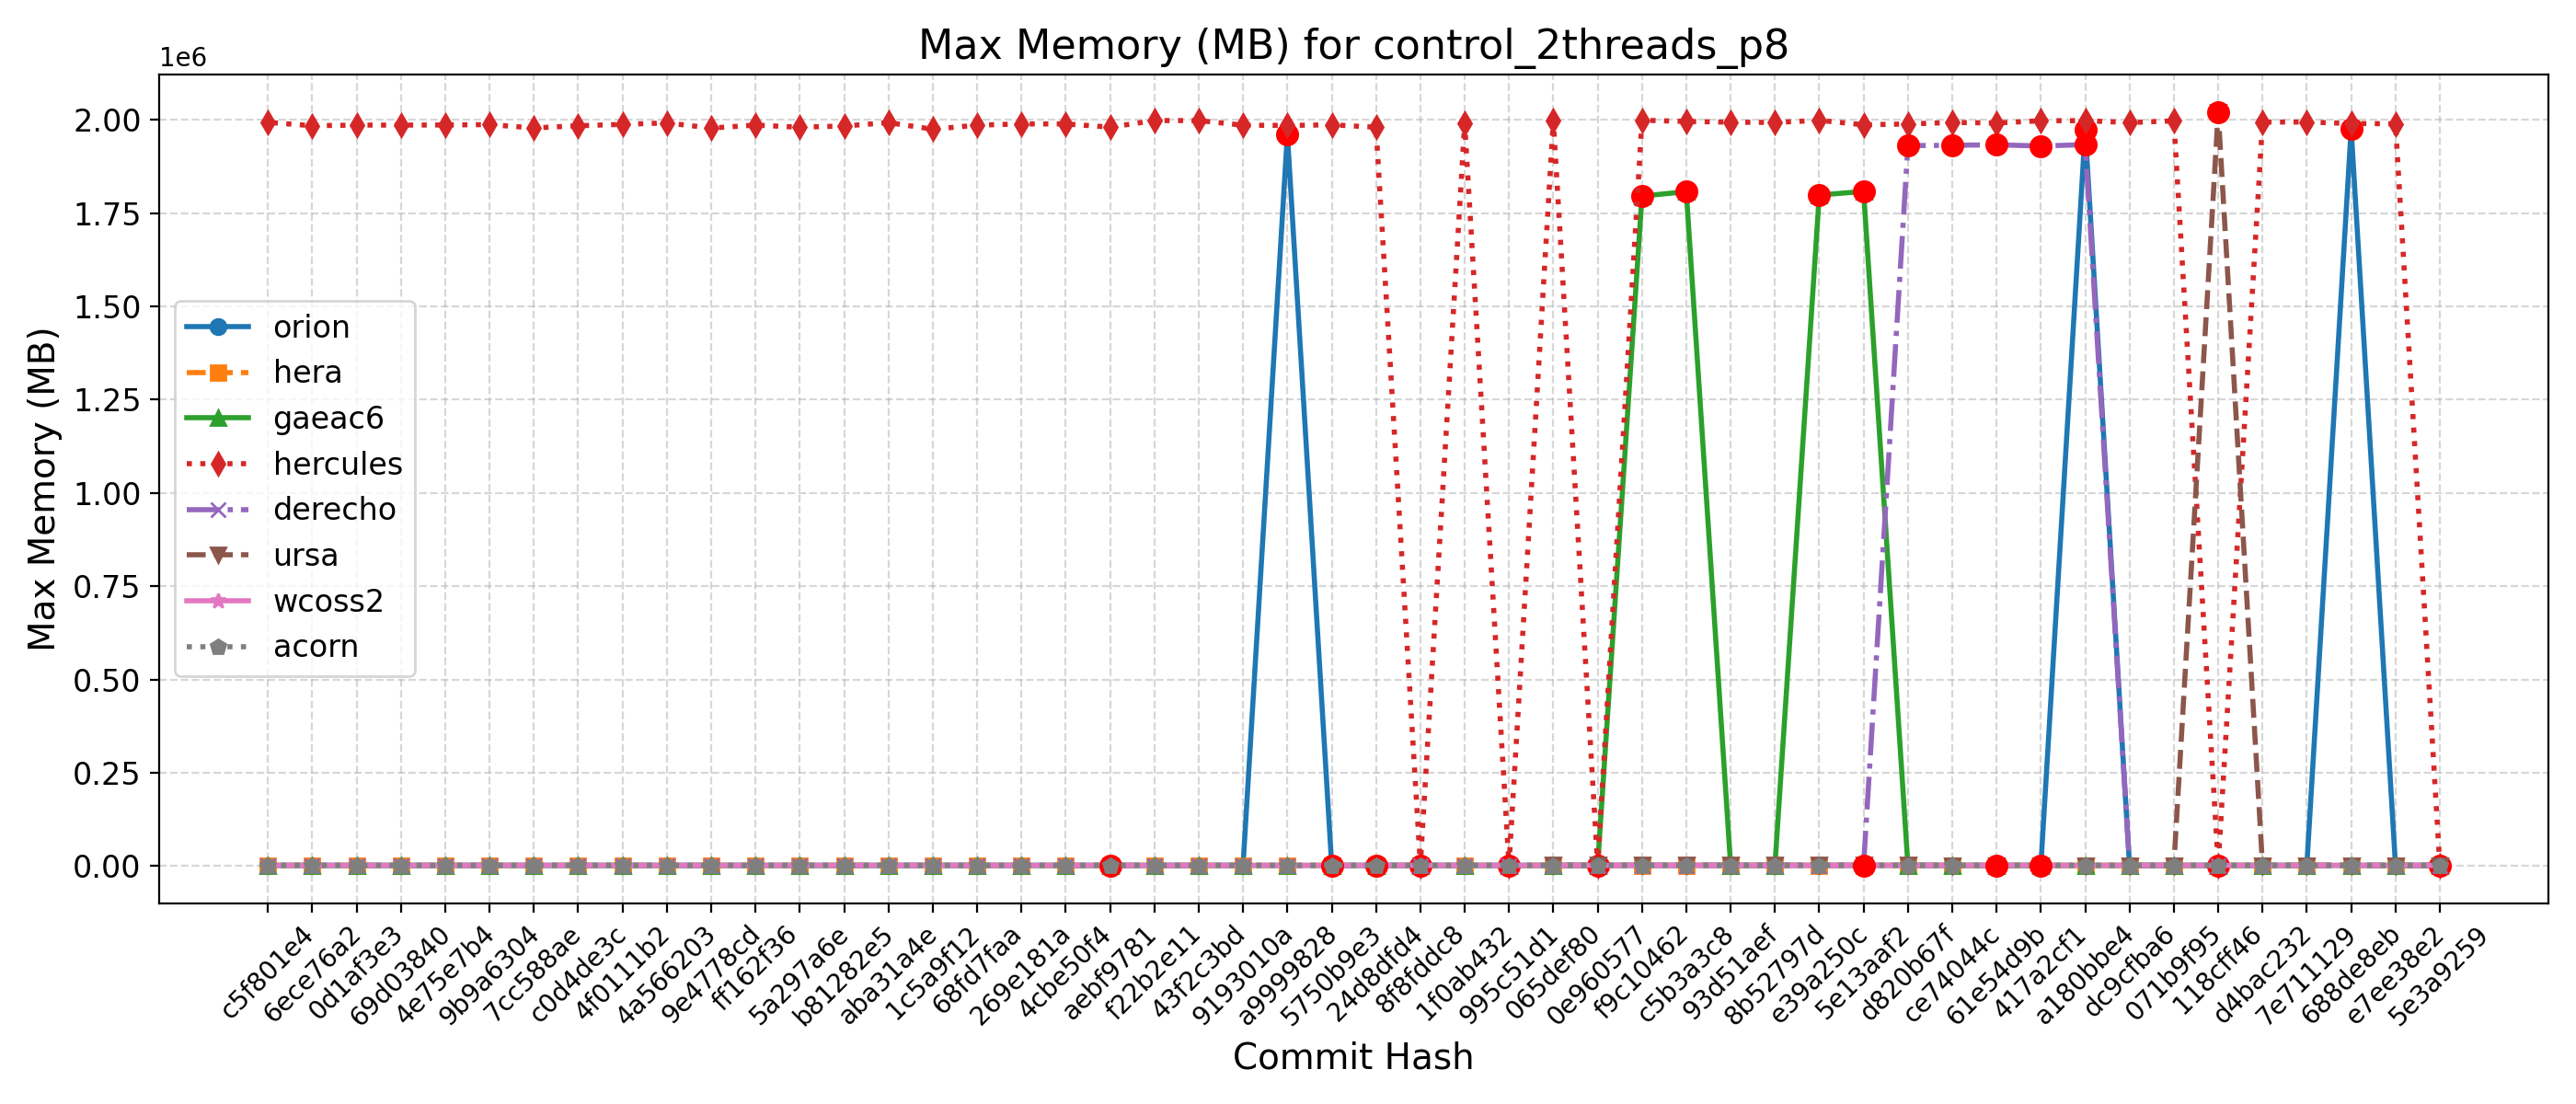 Max Memory (MB) for control_2threads_p8
1e6
2.00
1.75
1.50
1.25
1.00
0.75
0.50
0.25
0.00
Max Memory (MB)
orion
hera
gaeac6
hercules
derecho
ursa
wcoss2
acorn
c5f801e4
6ece76a2
0d1af3e3
69d03840
4e75e7b4
9b9a6304
7cc588ae
c0d4de3c
4f0111b2
4a566203
9e4778cd
ff162f36
5a297a6e
b81282e5
aba31a4e
1c5a9f12
68fd7faa
269e181a
4cbe50f4
aebf9781
f22b2e11
43f2c3bd
9193010a
a9999828
5750b9e3
24d8dfd4
8f8fddc8
1f0ab432
995c51d1
065def80
0e960577
f9c10462
c5b3a3c8
93d51aef
8b52797d
e39a250c
5e13aaf2
d820b67f
ce74044c
61e54d9b
417a2cf1
a180bbe4
dc9cfba6
071b9f95
118cff46
d4bac232
7e711129
688de8eb
e7ee38e2
5e3a9259
Commit Hash